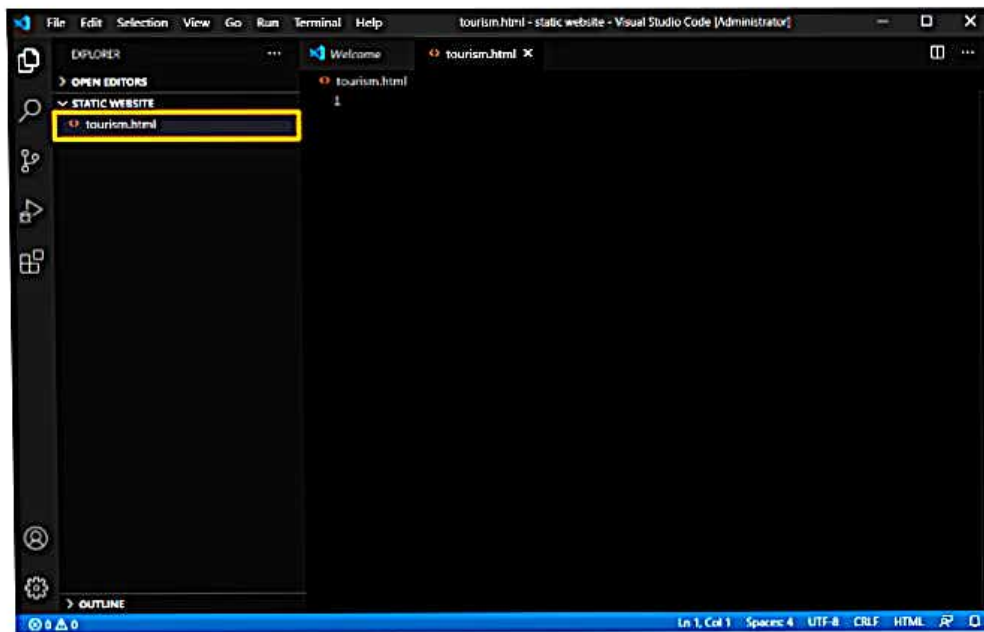 File Edit Selection View Go Run Terminal Help tourism.html - static website - Visual Studio Code [Administrator]
EXPLORER
Welcome
tourism.html
OPEN EDITORS
tourism.html
STATIC WEBSITE
1
tourism.html
OUTLINE
0 0 Ln 1, Col 1 Spaces: 4 UTF-8 CRLF HTML